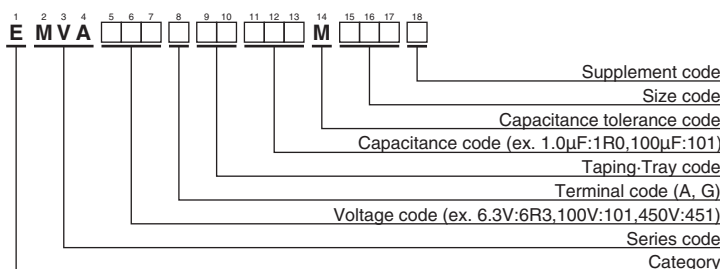 1 2 3 4 5 6 7 8 9 10 11 12 13 14 15 16 17 18
E M V A □□□ □ □□ □□□ M □□□ □
Supplement code
Size code
Capacitance tolerance code
Capacitance code (ex. 1.0µF:1R0,100µF:101)
Taping·Tray code
Terminal code (A, G)
Voltage code (ex. 6.3V:6R3,100V:101,450V:451)
Series code
Category